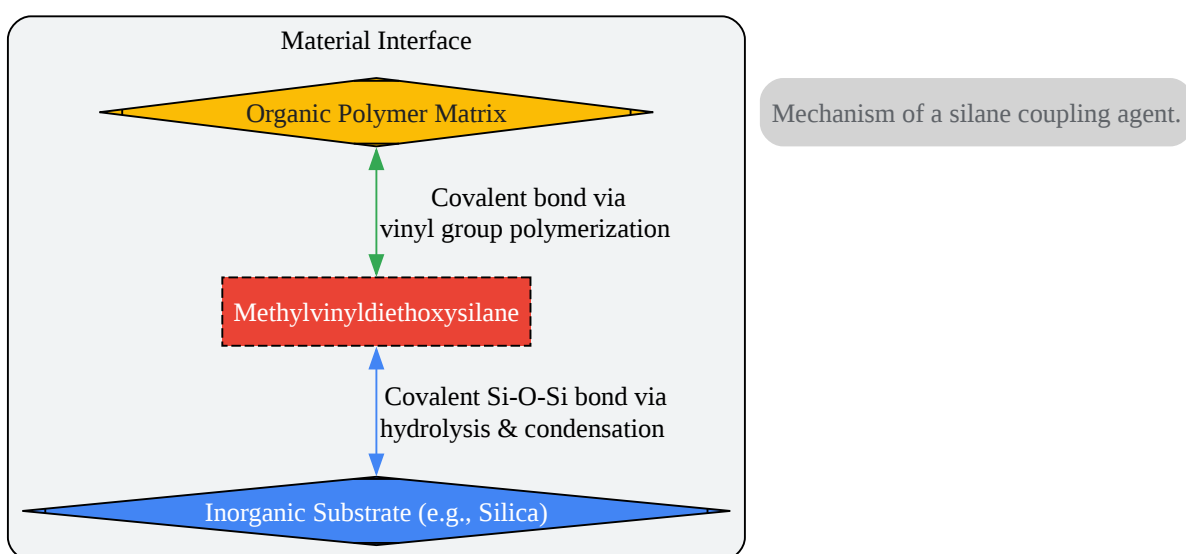 Material Interface
Organic Polymer Matrix
Mechanism of a silane coupling agent.
Covalent bond via
vinyl group polymerization
Methylvinyldiethoxysilane
Covalent Si-O-Si bond via
hydrolysis & condensation
Inorganic Substrate (e.g., Silica)